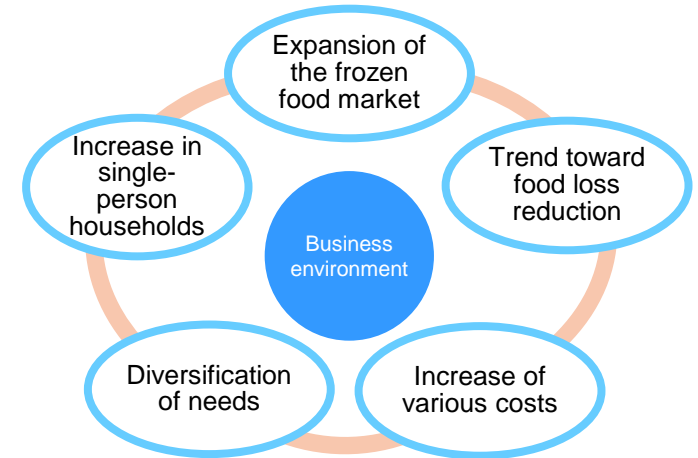 Expansion of
the frozen
food market
Increase in
single-
person
households
Trend toward
food loss
reduction
Business
environment
Diversification
of needs
Increase of
various costs